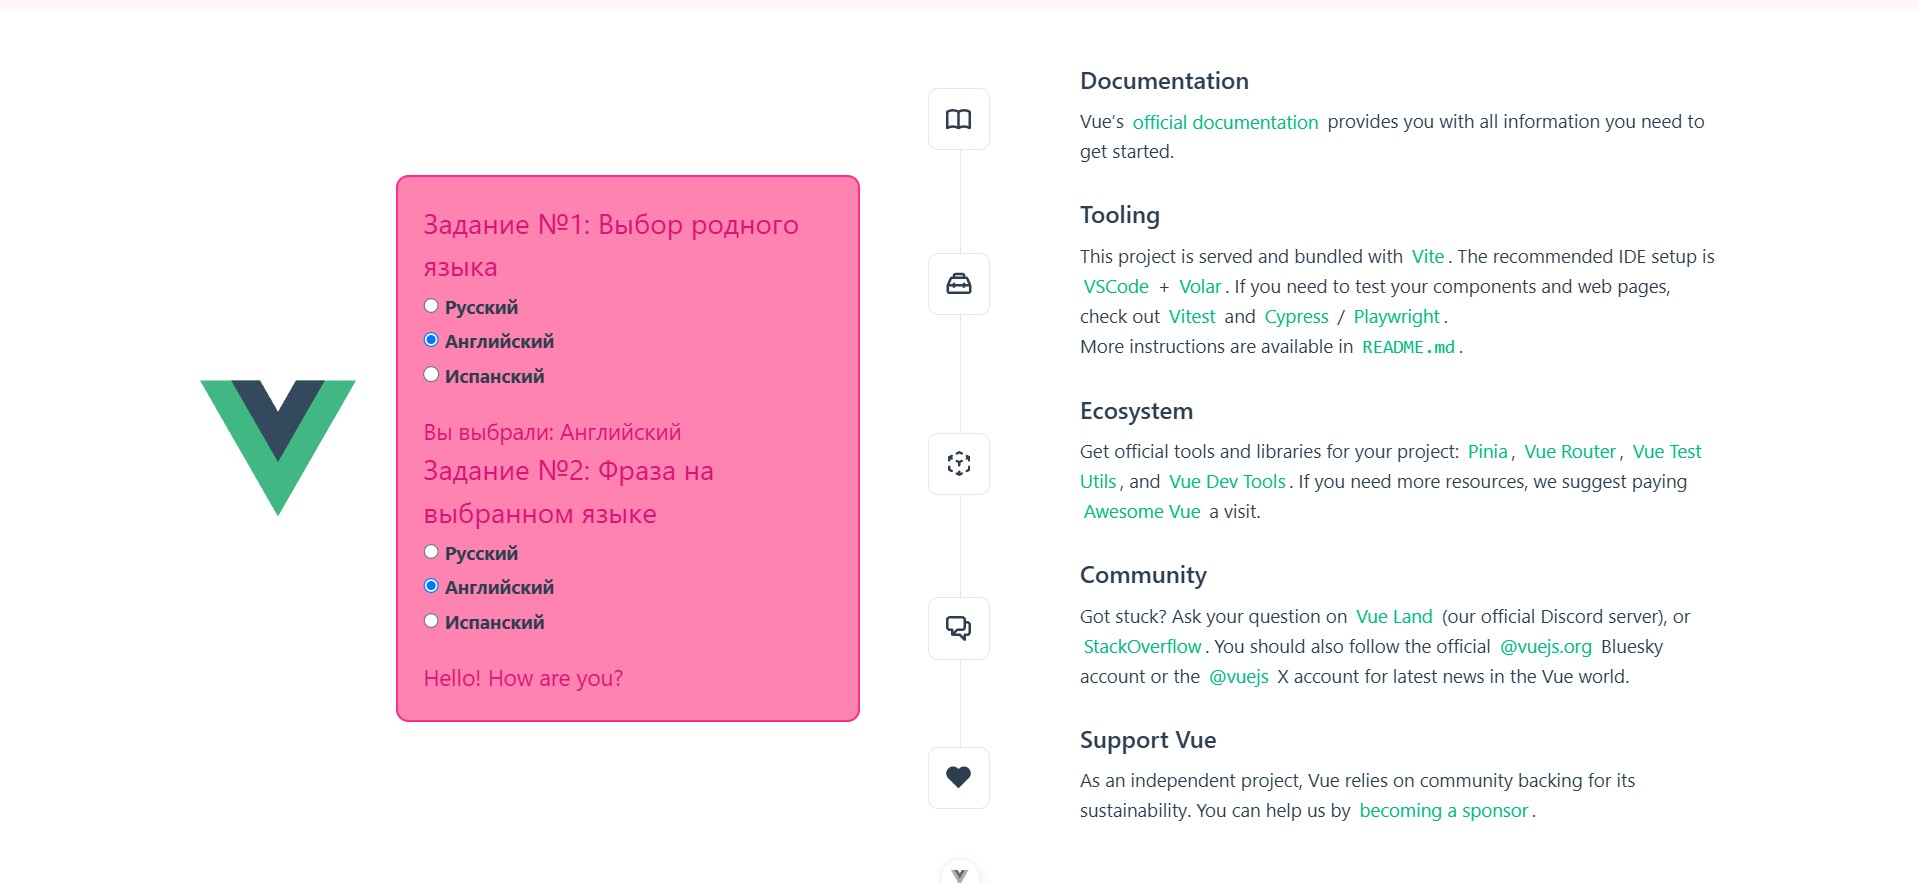 Задание №1: Выбор родного
языка
Русский
Английский
Испанский
Вы выбрали: Английский
Задание №2: Фраза на
выбранном языке
Русский
Английский
Испанский
Hello! How are you?
Documentation
Vue’s official documentation provides you with all information you need to
get started.
Tooling
This project is served and bundled with Vite. The recommended IDE setup is
VSCode + Volar. If you need to test your components and web pages,
check out Vitest and Cypress / Playwright.
More instructions are available in README.md.
Ecosystem
Get official tools and libraries for your project: Pinia, Vue Router, Vue Test
Utils, and Vue Dev Tools. If you need more resources, we suggest paying
Awesome Vue a visit.
Community
Got stuck? Ask your question on Vue Land (our official Discord server), or
StackOverflow. You should also follow the official @vuejs.org Bluesky
account or the @vuejs X account for latest news in the Vue world.
Support Vue
As an independent project, Vue relies on community backing for its
sustainability. You can help us by becoming a sponsor.